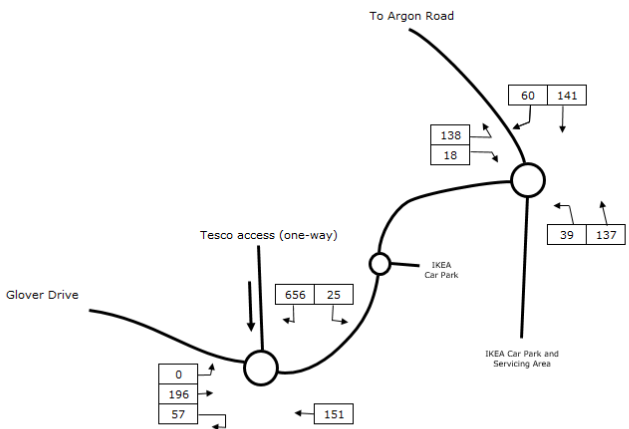 To Argon Road
60 141
138
18
39 137
Tesco access (one-way)
IKEA
Car Park
656 25
Glover Drive
IKEA Car Park and
Servicing Area
0
196
57
151